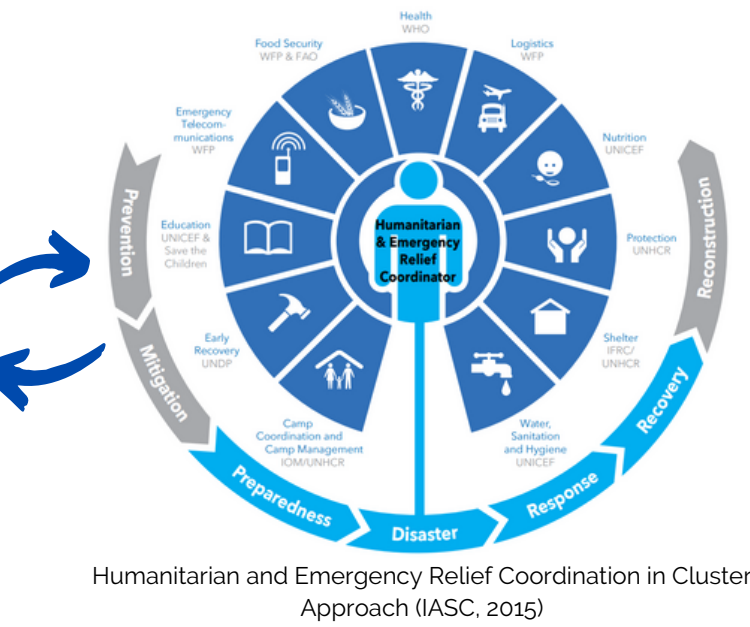 Health
WHO
Food Security
WFP & FAO
Logistics
WFP
Emergency
Telecom-
munications
WFP
Nutrition
UNICEF
Education
UNICEF &
Save the
Children
Protection
UNHCR
Early
Recovery
UNDP
Shelter
IFRC/
UNHCR
Camp
Coordination and
Camp Management
IOM/UNHCR
Water,
Sanitation
and Hygiene
UNICEF
Humanitarian
& Emergency
Relief
Coordinator
Prevention
Mitigation
Preparedness
Disaster
Response
Recovery
Reconstruction
Humanitarian and Emergency Relief Coordination in Cluster
Approach (IASC, 2015)